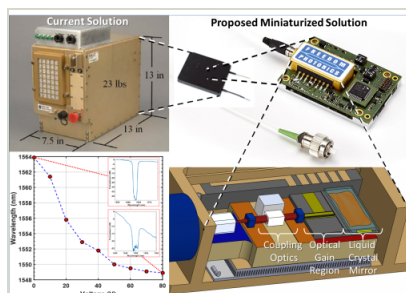 Current Solution
Proposed Miniaturized Solution
FREEDOM
PHOTONICS
23 lbs
13 in
7.5 in
13 in
1564
1562
1560
1558
1556
1554
1552
1550
1548
Wavelength (nm)
0
20
40
60
80
Coupling
Optics
Optical
Gain
Region
Liquid
Crystal
Mirror